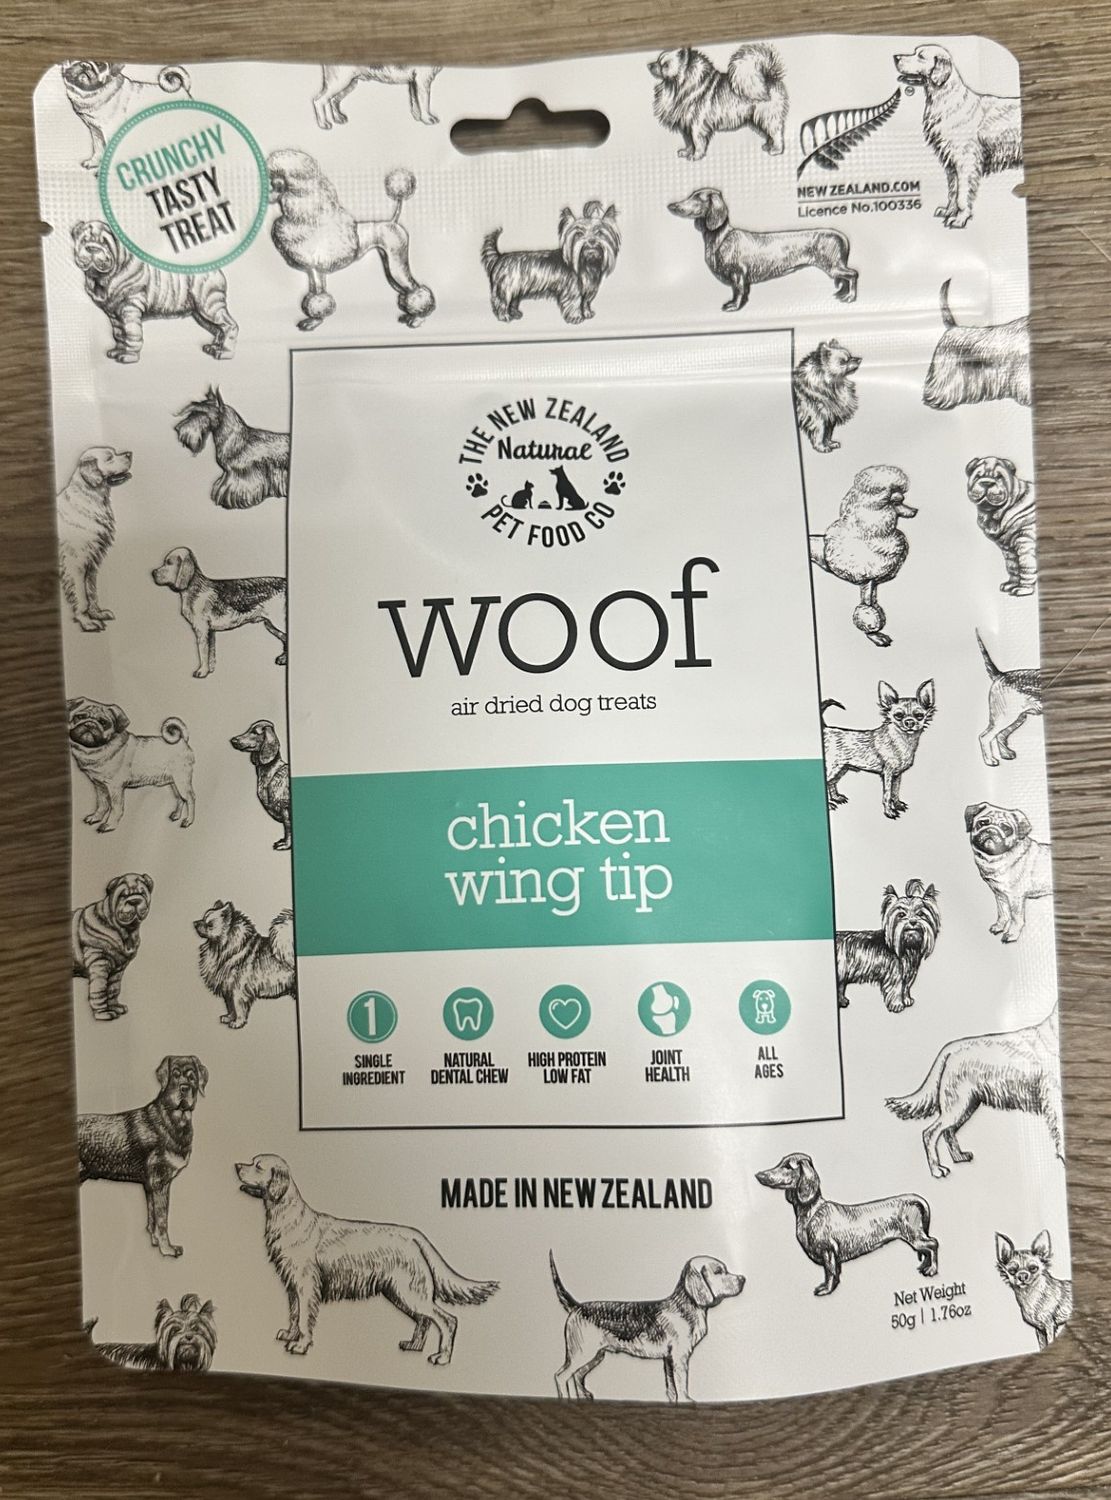 CRUNCHY
TASTY
TREAT
NEWZEALAND.COM
Licence No.100336
THE NEW ZEALAND
Natural
PET FOOD CO
woof
air dried dog treats
chicken
wing tip
1
SINGLE
INGREDIENT
NATURAL
DENTAL CHEW
HIGH PROTEIN
LOW FAT
JOINT
HEALTH
ALL
AGES
MADE IN NEW ZEALAND
Net Weight
50g | 1.76oz